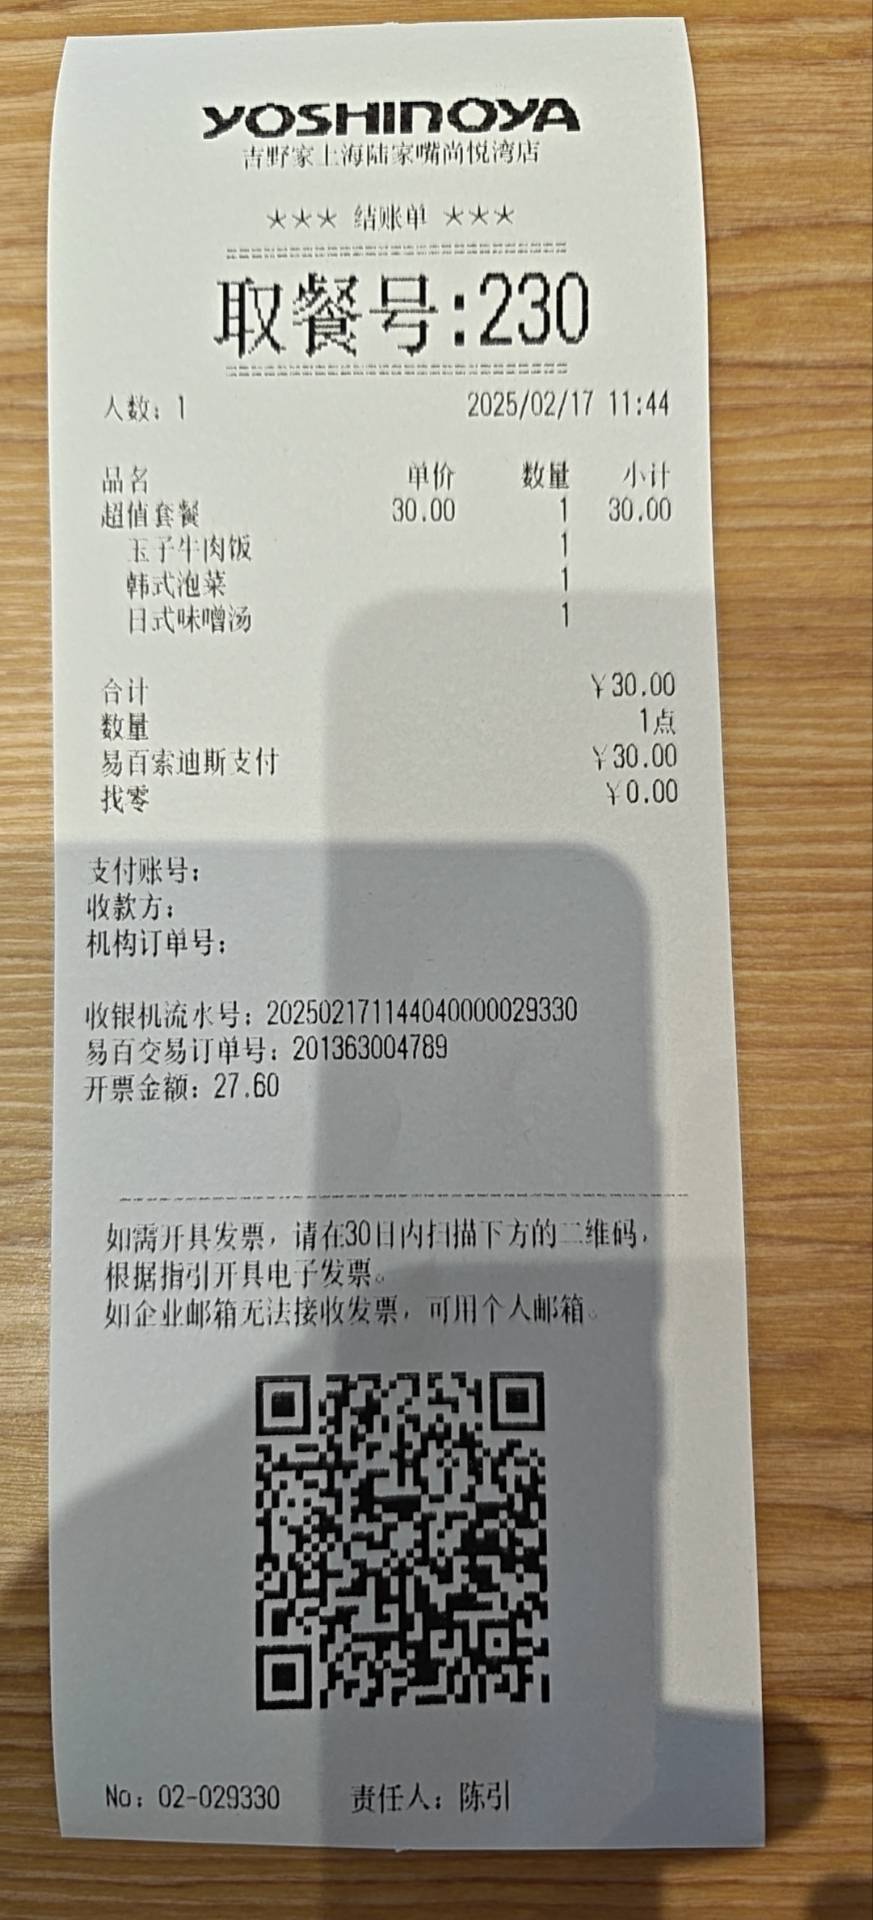 YOSHINOYA
吉野家上海陆家嘴尚悦湾店
*** 结账单 ***
取餐号:230
人数: 1 2025/02/17 11:44
品名 单价 数量 小计
超值套餐 30.00 1 30.00
玉子牛肉饭 1
韩式泡菜 1
日式味噌汤 1
合计 ¥30.00
数量 1点
易百索迪斯支付 ¥30.00
找零 ¥0.00
支付账号:
收款方:
机构订单号:
收银机流水号: 202502171144040000029330
易百交易订单号: 201363004789
开票金额: 27.60
如需开具发票，请在30日内扫描下方的二维码，
根据指引开具电子发票。
如企业邮箱无法接收发票，可用个人邮箱。
No: 02-029330 责任人: 陈引